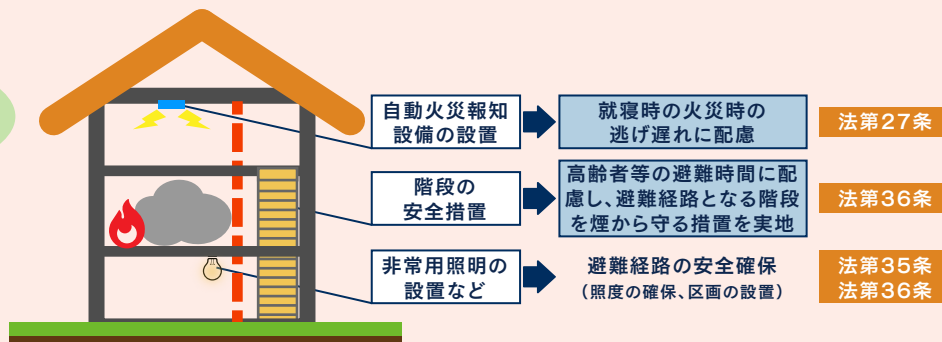 自動火災報知
設備の設置
就寝時の火災時の
逃げ遅れに配慮
法第27条
階段の
安全措置
高齢者等の避難時間に配
慮し、避難経路となる階段
を煙から守る措置を実地
法第36条
非常用照明の
設置など
避難経路の安全確保
（照度の確保、区画の設置）
法第35条
法第36条